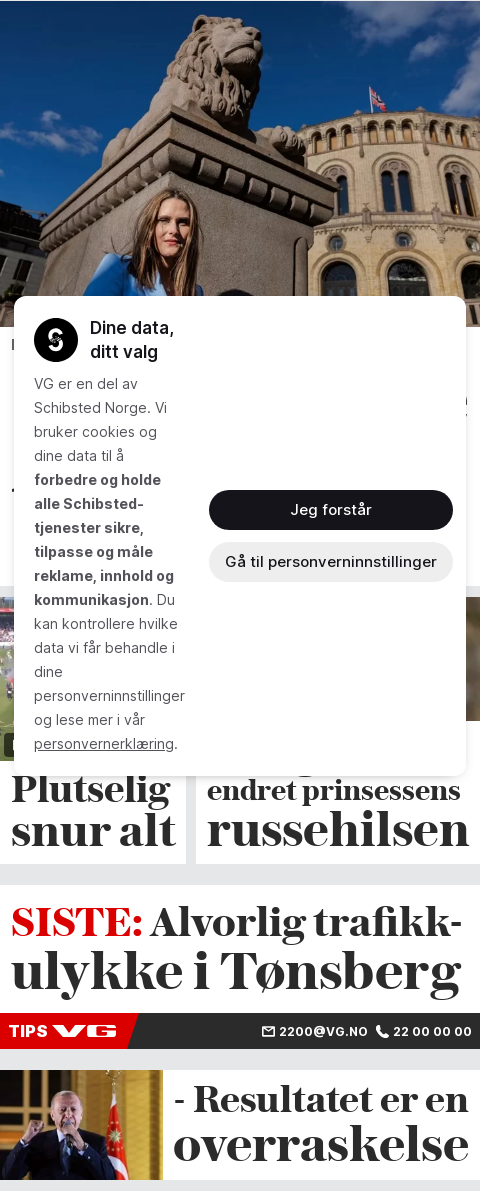 Dine data,
ditt valg
VG er en del av
Schibsted Norge. Vi
bruker cookies og
dine data til å
forbedre og holde
alle Schibsted-
tjenester sikre,
tilpasse og måle
reklame, innhold og
kommunikasjon. Du
kan kontrollere hvilke
data vi får behandle i
dine
personverninnstillinger
og lese mer i vår
personvernerklæring.
Jeg forstår
Gå til personverninnstillinger
Plutselig
snur alt
endret prinsessens
russehilsen
SISTE: Alvorlig trafikk-
ulykke i Tønsberg
TIPS VG 2200@VG.NO 22 00 00 00
- Resultatet er en
overraskelse